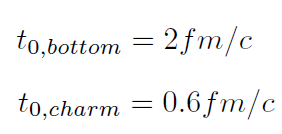 t₀,bottom = 2fm/c
t₀,charm = 0.6fm/c